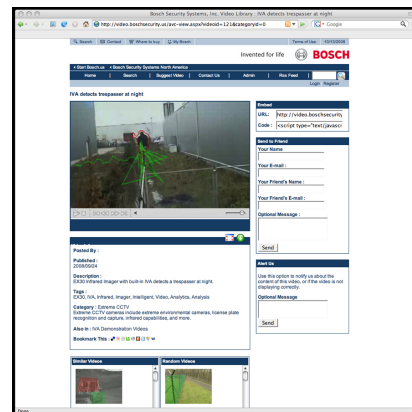 Bosch Security Systems, Inc. Video Library : IVA detects trespasser at night
http://video.boschsecurity.us/avc-view.aspx?videoid=121&categoryid=8
Google
Search Contact Where to buy My Bosch
Terms of Use 10/15/2008
Invented for life BOSCH
Start Bosch.us Bosch Security Systems North America
Home | Search | Suggest Video | Contact Us | Admin | Rss Feed |
Login Register
IVA detects trespasser at night
Embed
URL: http://video.boschsecurity
Code : <script type="text/javasc
Send to Friend
Your Name
Your E-mail :
Your Friend's Name :
Your Friend's E-mail :
Optional Message :
Send
Posted By :
Published :
2008/09/24
Description :
EX30 Infrared Imager with built-in IVA detects a trespasser at night.
Tags :
EX30, IVA, Infrared, Imager, Intelligent, Video, Analytics, Analysis
Category : Extreme CCTV
Extreme CCTV cameras include extreme environmental cameras, license plate
recognition and capture, infrared capabilities, and more.
Also in : IVA Demonstration Videos
Bookmark This :
Alert Us
Use this option to notify us about the
content of this video, or if the video is not
displaying correctly.
Optional Message
Send
Similar Videos
Random Videos
Done